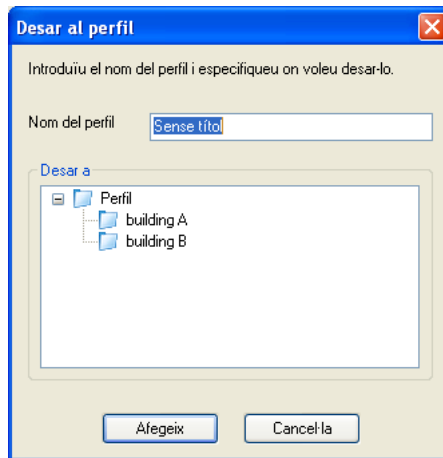 Desar al perfil
Introduïu el nom del perfil i especifiqueu on voleu desar-lo.
Nom del perfil
Sense títol
Desar a
Perfil
building A
building B
Afegeix Cancel·la